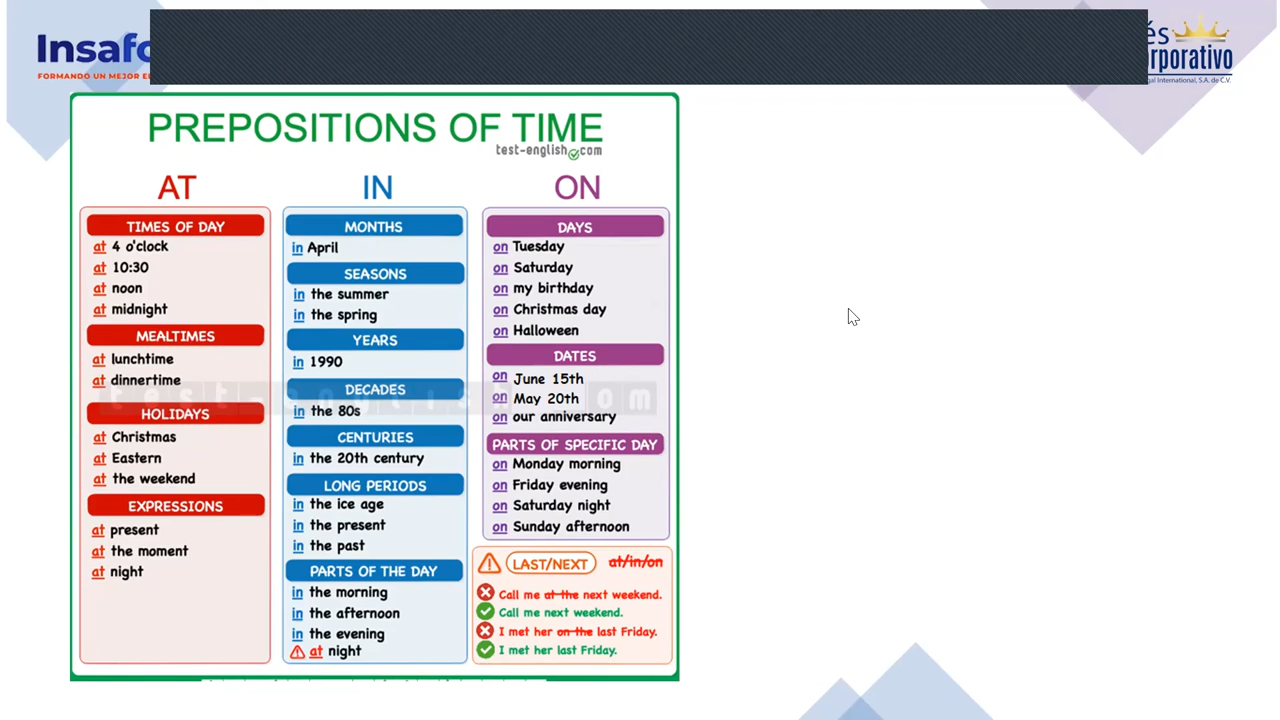 Insafo
FORMANDO UN MEJOR E
és
rporativo
gal International, S.A. de C.V.
PREPOSITIONS OF TIME
test-english.com
AT
TIMES OF DAY
at 4 o'clock
at 10:30
at noon
at midnight
MEALTIMES
at lunchtime
at dinnertime
HOLIDAYS
at Christmas
at Eastern
at the weekend
EXPRESSIONS
at present
at the moment
at night
IN
MONTHS
in April
SEASONS
in the summer
in the spring
YEARS
in 1990
DECADES
in the 80s
CENTURIES
in the 20th century
LONG PERIODS
in the ice age
in the present
in the past
PARTS OF THE DAY
in the morning
in the afternoon
in the evening
at night
ON
DAYS
on Tuesday
on Saturday
on my birthday
on Christmas day
on Halloween
DATES
on June 15th
on May 20th
on our anniversary
PARTS OF SPECIFIC DAY
on Monday morning
on Friday evening
on Saturday night
on Sunday afternoon
LAST/NEXT at/in/on
Call me at the next weekend.
Call me next weekend.
I met her on the last Friday.
I met her last Friday.